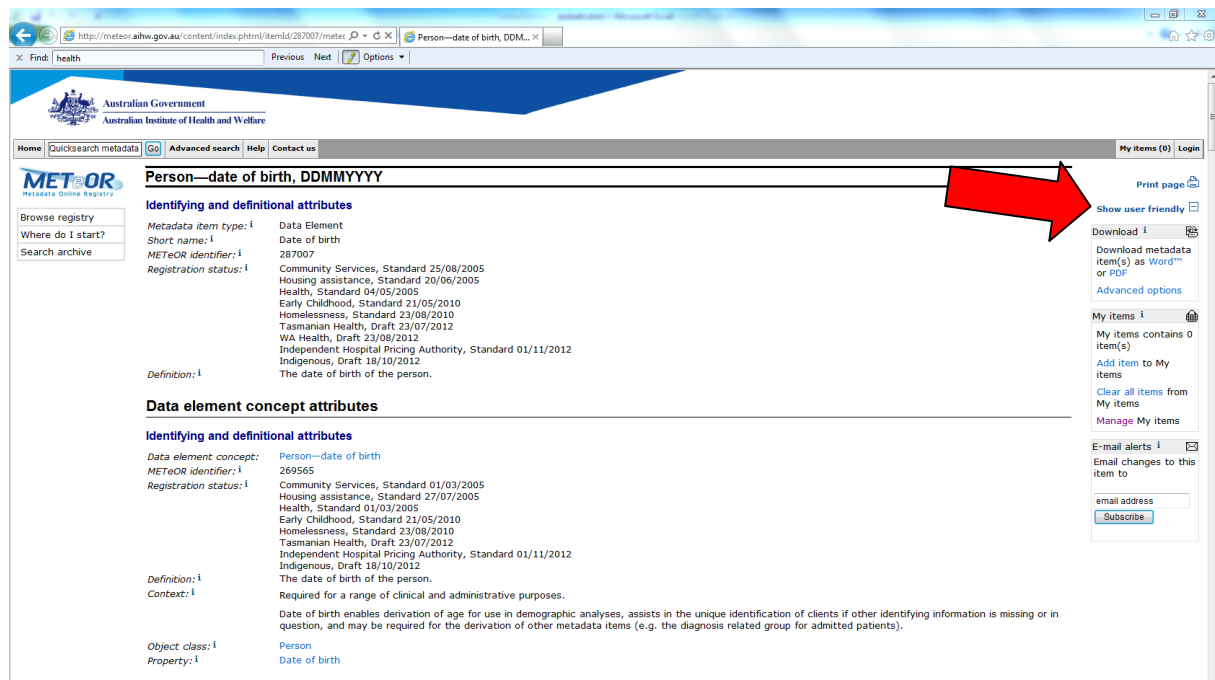 http://meteor.aihw.gov.au/content/index.phtml/itemId/287007/metec
Person—date of birth, DDM...
Find: health Previous Next Options
Australian Government
Australian Institute of Health and Welfare
Home Quicksearch metadata Go Advanced search Help Contact us My items (0) Login
METeOR
Metadata Online Registry
Browse registry
Where do I start?
Search archive
Person—date of birth, DDMMYYYY
Identifying and definitional attributes
Metadata item type: i Data Element
Short name: i Date of birth
METeOR identifier: i 287007
Registration status: i Community Services, Standard 25/08/2005
Housing assistance, Standard 20/06/2005
Health, Standard 04/05/2005
Early Childhood, Standard 21/05/2010
Homelessness, Standard 23/08/2010
Tasmanian Health, Draft 23/07/2012
WA Health, Draft 23/08/2012
Independent Hospital Pricing Authority, Standard 01/11/2012
Indigenous, Draft 18/10/2012
Definition: i The date of birth of the person.
Data element concept attributes
Identifying and definitional attributes
Data element concept: Person—date of birth
METeOR identifier: i 269565
Registration status: i Community Services, Standard 01/03/2005
Housing assistance, Standard 27/07/2005
Health, Standard 01/03/2005
Early Childhood, Standard 21/05/2010
Homelessness, Standard 23/08/2010
Tasmanian Health, Draft 23/07/2012
Independent Hospital Pricing Authority, Standard 01/11/2012
Indigenous, Draft 18/10/2012
Definition: i The date of birth of the person.
Context: i Required for a range of clinical and administrative purposes.
Date of birth enables derivation of age for use in demographic analyses, assists in the unique identification of clients if other identifying information is missing or in
question, and may be required for the derivation of other metadata items (e.g. the diagnosis related group for admitted patients).
Object class: i Person
Property: i Date of birth
Print page
Show user friendly
Download i
Download metadata
item(s) as Word™
or PDF
Advanced options
My items i
My items contains 0
item(s)
Add item to My
items
Clear all items from
My items
Manage My items
E-mail alerts i
Email changes to this
item to
email address
Subscribe